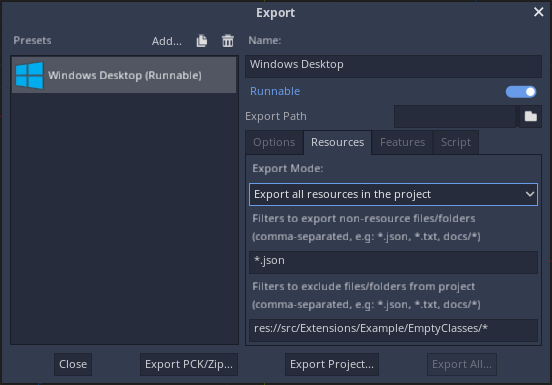 Export
Presets
Add...
Windows Desktop (Runnable)
Name:
Windows Desktop
Runnable
Export Path
Options Resources Features Script
Export Mode:
Export all resources in the project
Filters to export non-resource files/folders
(comma-separated, e.g: *.json, *.txt, docs/*)
*.json
Filters to exclude files/folders from project
(comma-separated, e.g: *.json, *.txt, docs/*)
res://src/Extensions/Example/EmptyClasses/*
Close Export PCK/Zip... Export Project... Export All...